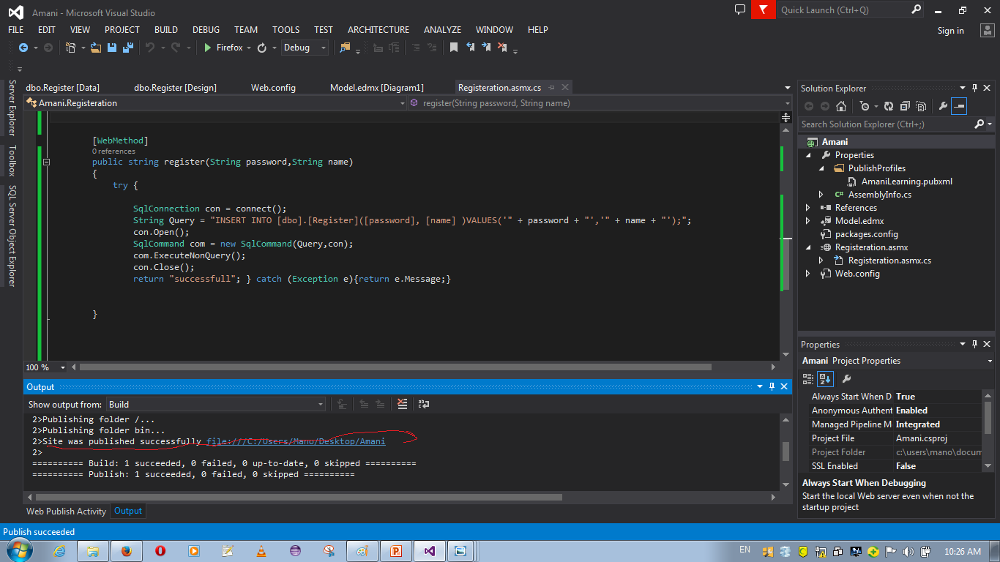 Amani - Microsoft Visual Studio
Quick Launch (Ctrl+Q)
FILE EDIT VIEW PROJECT BUILD DEBUG TEAM TOOLS TEST ARCHITECTURE ANALYZE WINDOW HELP
Sign in
Firefox Debug
Server Explorer
Toolbox
SQL Server Object Explorer
dbo.Register [Data] dbo.Register [Design] Web.config Model.edmx [Diagram1] Registeration.asmx.cs
Amani.Registeration register(String password, String name)
[WebMethod]
0 references
public string register(String password,String name)
{
try {
SqlConnection con = connect();
String Query = "INSERT INTO [dbo].[Register]([password], [name] )VALUES('" + password + "','" + name + "');";
con.Open();
SqlCommand com = new SqlCommand(Query,con);
com.ExecuteNonQuery();
con.Close();
return "successfull"; } catch (Exception e){return e.Message;}
}
100 %
Output
Show output from: Build
2>Publishing folder /...
2>Publishing folder bin...
2>Site was published successfully file:///C:/Users/Mano/Desktop/Amani
2>
========== Build: 1 succeeded, 0 failed, 0 up-to-date, 0 skipped ==========
========== Publish: 1 succeeded, 0 failed, 0 skipped ==========
Web Publish Activity Output
Solution Explorer
Search Solution Explorer (Ctrl+;)
Amani
Properties
PublishProfiles
AmaniLearning.pubxml
C# AssemblyInfo.cs
References
Model.edmx
packages.config
Registeration.asmx
Registeration.asmx.cs
Web.config
Properties
Amani Project Properties
Always Start When D True
Anonymous Authent Enabled
Managed Pipeline M Integrated
Project File Amani.csproj
Project Folder c:\users\mano\docum
SSL Enabled False
Always Start When Debugging
Start the local Web server even when not the
startup project
Publish succeeded
EN 10:26 AM